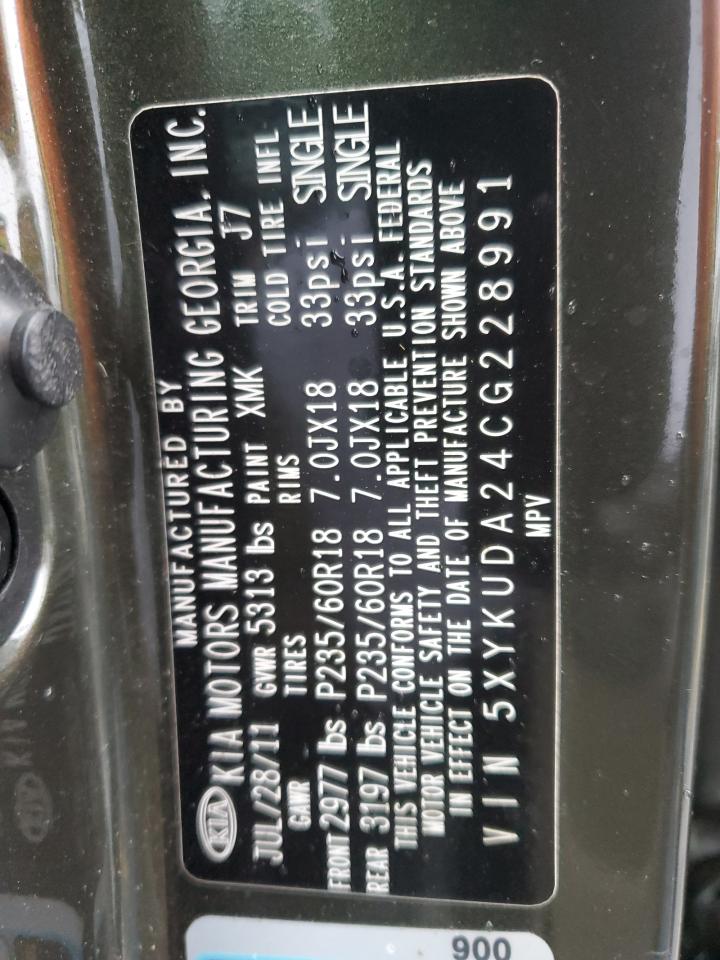 MANUFACTURED BY
KIA KIA MOTORS MANUFACTURING GEORGIA, INC.
JUL/28/11 GVWR 5313 lbs PAINT XMK TRIM J7
GAWR TIRES RIMS COLD TIRE INFL
FRONT 2977 lbs P235/60R18 7.0JX18 33psi SINGLE
REAR 3197 lbs P235/60R18 7.0JX18 33psi SINGLE
THIS VEHICLE CONFORMS TO ALL APPLICABLE U.S.A. FEDERAL
MOTOR VEHICLE SAFETY AND THEFT PREVENTION STANDARDS
IN EFFECT ON THE DATE OF MANUFACTURE SHOWN ABOVE
VIN 5XYKUDA24CG228991
MPV
900